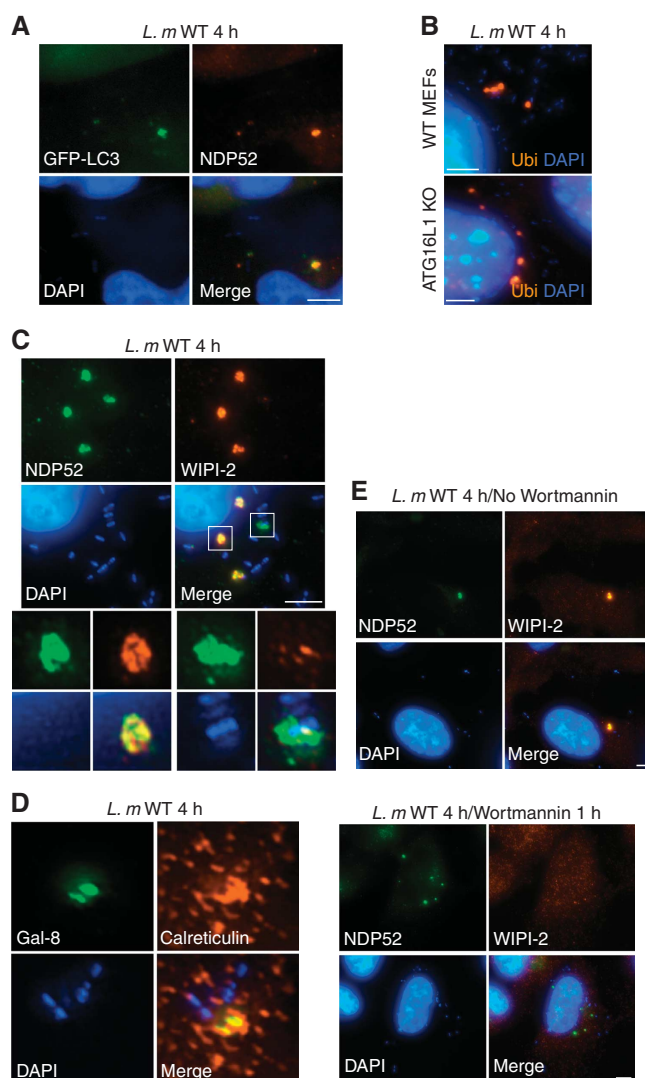 A
L. m WT 4 h
GFP-LC3
NDP52
DAPI
Merge
B
L. m WT 4 h
WT MEFs
Ubi DAPI
ATG16L1 KO
Ubi DAPI
C
L. m WT 4 h
NDP52
WIPI-2
DAPI
Merge
E
L. m WT 4 h/No Wortmannin
NDP52
WIPI-2
DAPI
Merge
D
L. m WT 4 h
Gal-8
Calreticulin
DAPI
Merge
L. m WT 4 h/Wortmannin 1 h
NDP52
WIPI-2
DAPI
Merge